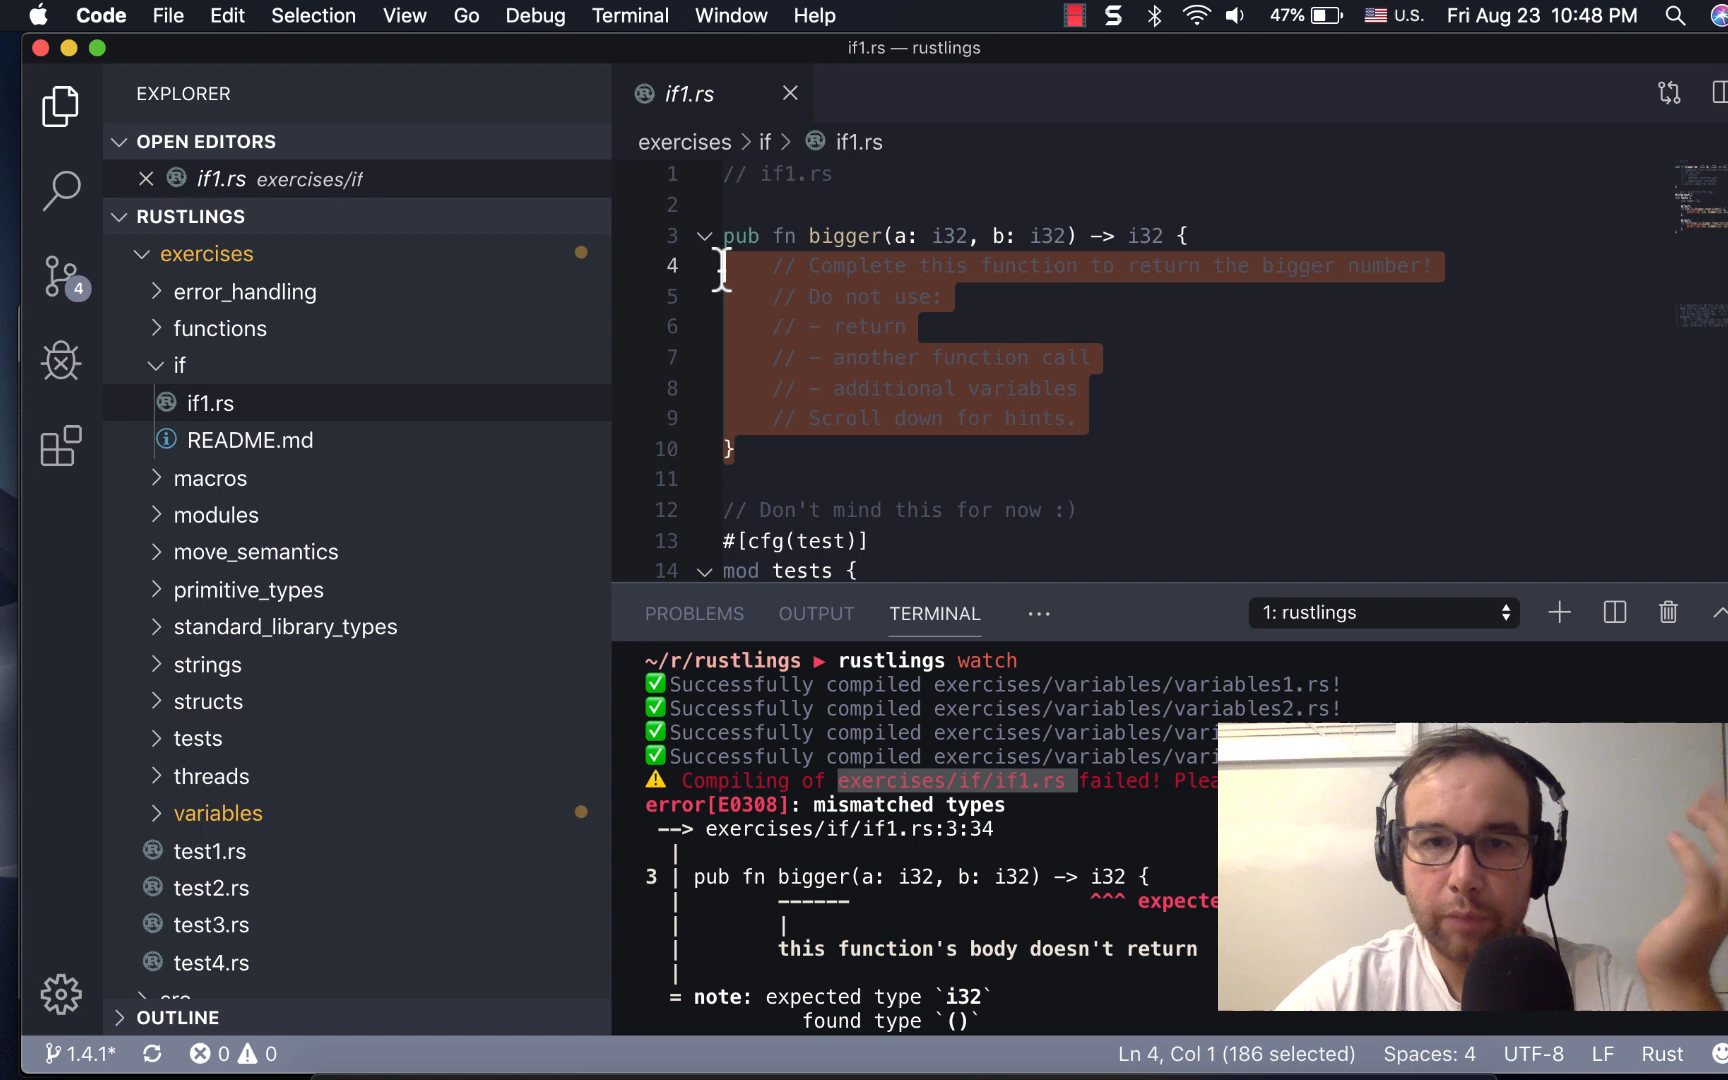 Code File Edit Selection View Go Debug Terminal Window Help 47% U.S. Fri Aug 23 10:48 PM
if1.rs — rustlings
EXPLORER
OPEN EDITORS
if1.rs exercises/if
RUSTLINGS
exercises
error_handling
functions
if
if1.rs
README.md
macros
modules
move_semantics
primitive_types
standard_library_types
strings
structs
tests
threads
variables
test1.rs
test2.rs
test3.rs
test4.rs
OUTLINE
4
if1.rs
exercises > if > if1.rs
1 // if1.rs
2
3 pub fn bigger(a: i32, b: i32) -> i32 {
4 // Complete this function to return the bigger number!
5 // Do not use:
6 // - return
7 // - another function call
8 // - additional variables
9 // Scroll down for hints.
10 }
11
12 // Don't mind this for now :)
13 #[cfg(test)]
14 mod tests {
PROBLEMS OUTPUT TERMINAL ··· 1: rustlings
~/r/rustlings ▶ rustlings watch
✅Successfully compiled exercises/variables/variables1.rs!
✅Successfully compiled exercises/variables/variables2.rs!
✅Successfully compiled exercises/variables/vari
✅Successfully compiled exercises/variables/vari
⚠️ Compiling of exercises/if/if1.rs failed! Plea
error[E0308]: mismatched types
--> exercises/if/if1.rs:3:34
|
3 | pub fn bigger(a: i32, b: i32) -> i32 {
| ------ ^^^ expecte
| |
| this function's body doesn't return
|
= note: expected type `i32`
found type `()`
1.4.1* 0 0 Ln 4, Col 1 (186 selected) Spaces: 4 UTF-8 LF Rust